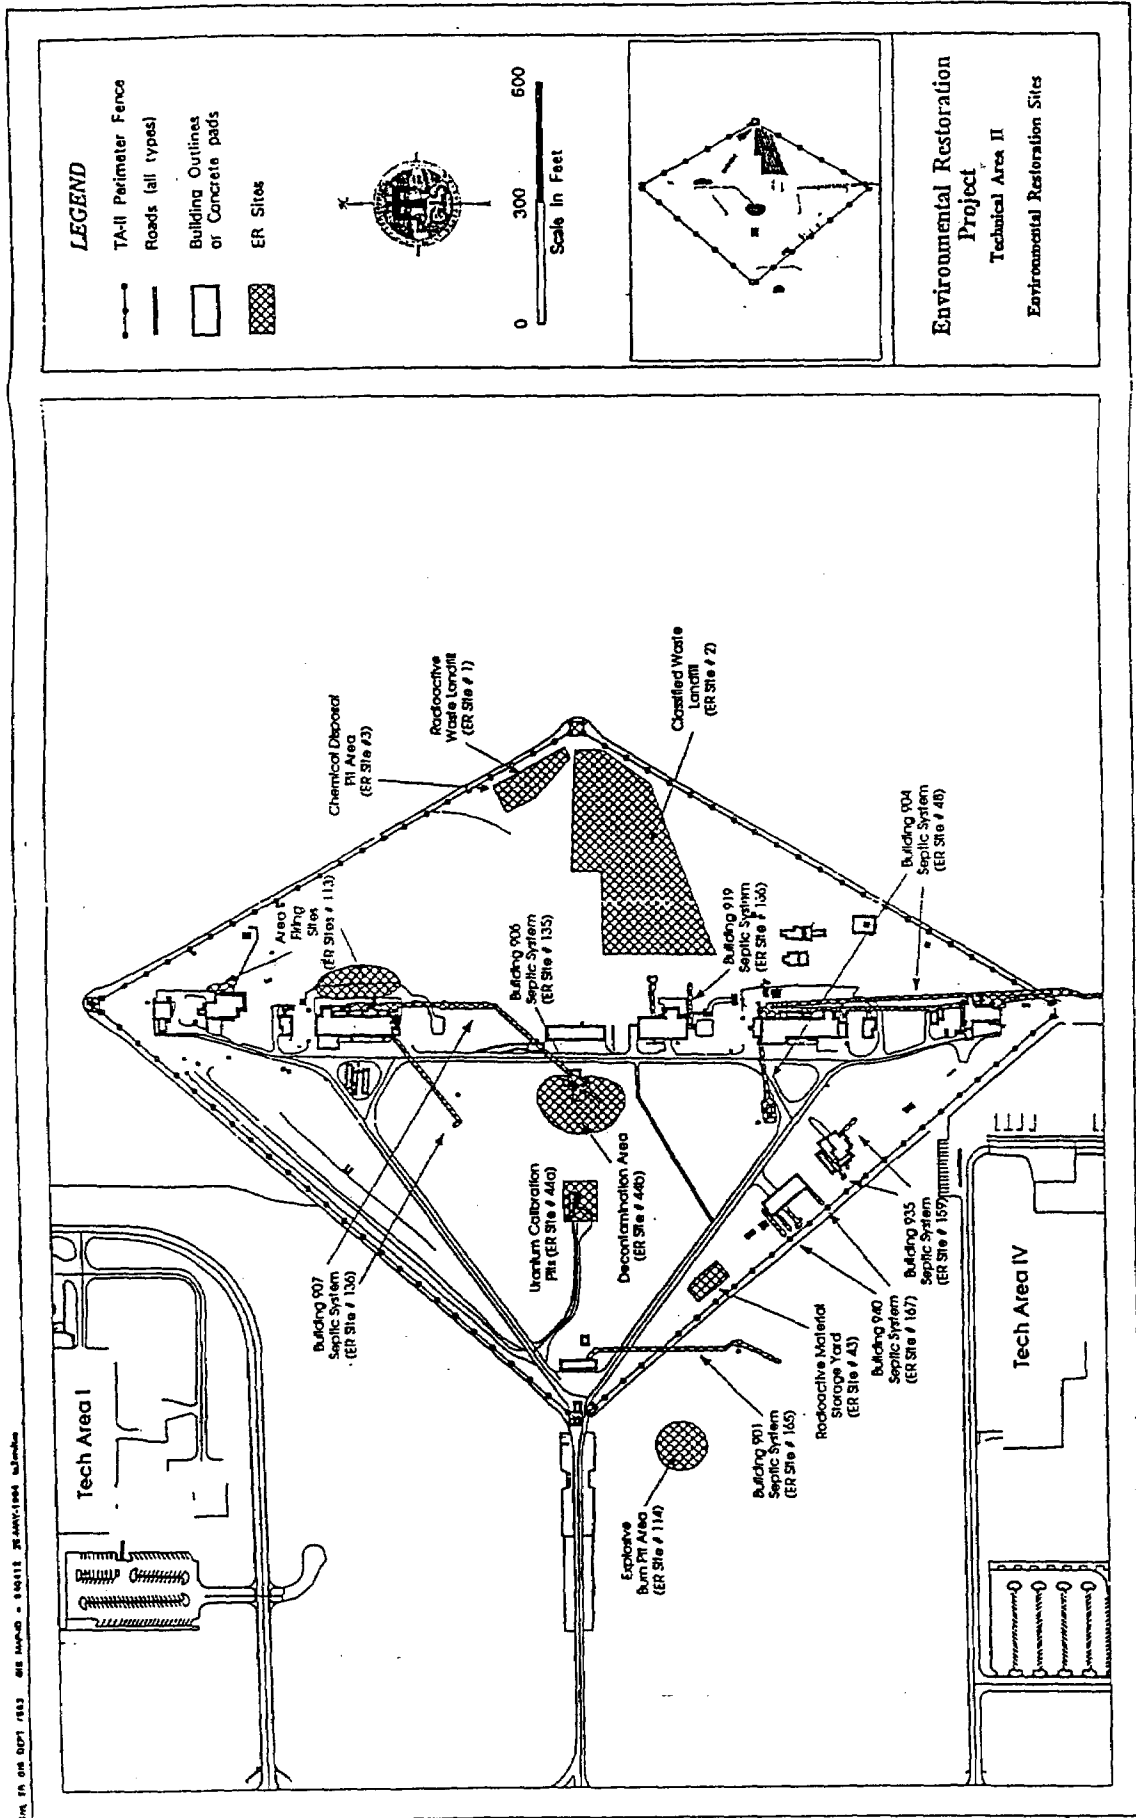 LEGEND
TA-II Perimeter Fence
Roads (all types)
Building Outlines
or Concrete pads
ER Sites
0 300 600
Scale in Feet
Environmental Restoration
Project
Technical Area II
Environmental Restoration Sites
Tech Area I
Tech Area IV
Chemical Disposal
Pit Area
(ER Site #3)
Radioactive
Waste Landfill
(ER Site # 1)
Classified Waste
Landfill
(ER Site # 2)
Area II
Firing
Sites
(ER Sites # 113)
Building 906
Septic System
(ER Site # 135)
Building 919
Septic System
Building 904
Septic System
(ER Site # 48)
Building 907
Septic System
(ER Site # 136)
Uranium Calibration
Pits (ER Site # 44a)
Decontamination Area
(ER Site # 44b)
Building 935
Septic System
(ER Site # 159)
Building 940
Septic System
(ER Site # 167)
Radioactive Material
Storage Yard
(ER Site # 43)
Building 901
Septic System
(ER Site # 165)
Explosive
Burn Pit Area
(ER Site # 114)